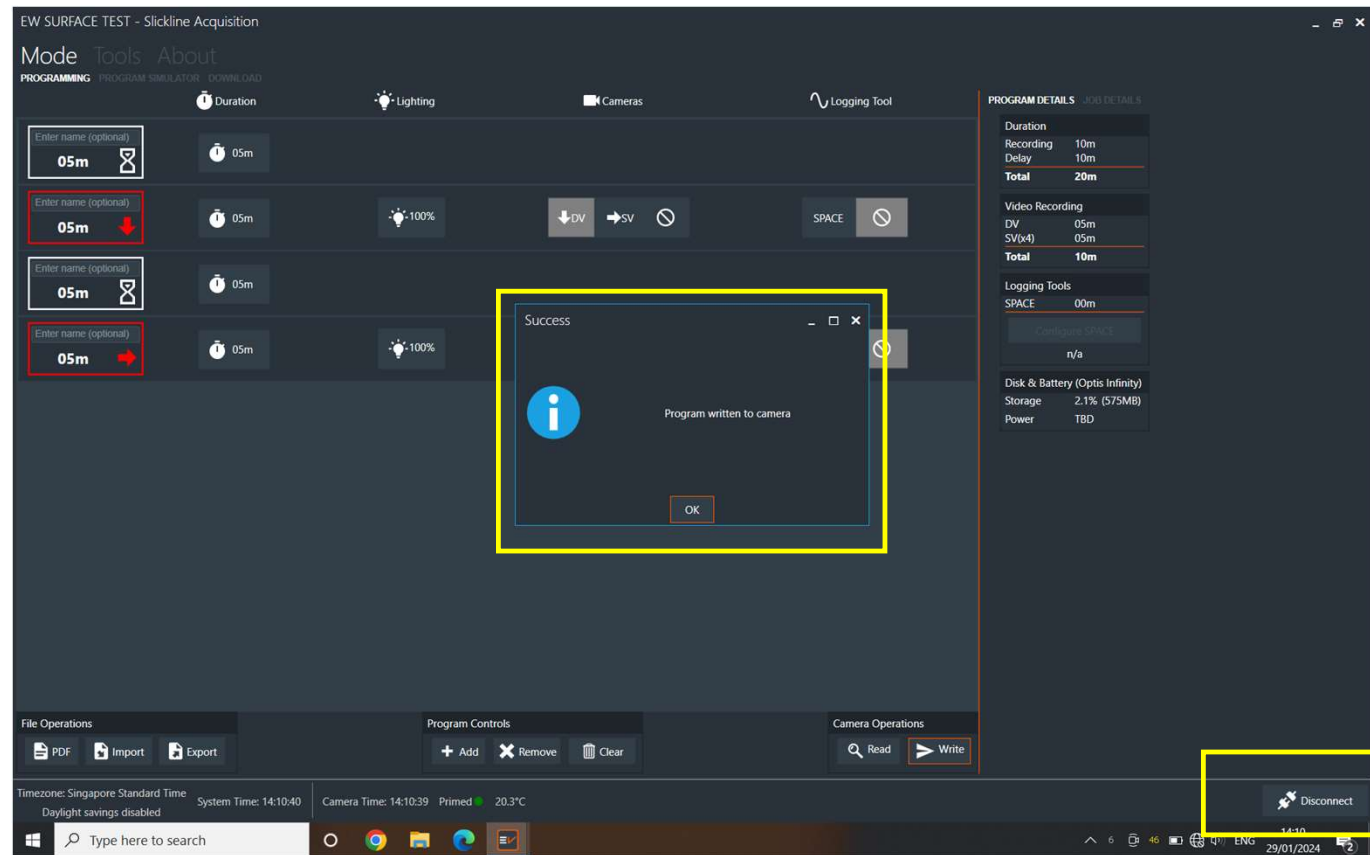 EW SURFACE TEST - Slickline Acquisition
Mode Tools About
PROGRAMMING PROGRAM SIMULATOR DOWNLOAD
Duration Lighting Cameras Logging Tool
PROGRAM DETAILS JOB DETAILS
Enter name (optional)
05m
05m
Enter name (optional)
05m
05m
100%
DV SV
SPACE
Enter name (optional)
05m
05m
Enter name (optional)
05m
05m
100%
Duration
Recording 10m
Delay 10m
Total 20m
Video Recording
DV 05m
SV(x4) 05m
Total 10m
Logging Tools
SPACE 00m
Configure SPACE
n/a
Disk & Battery (Optis Infinity)
Storage 2.1% (575MB)
Power TBD
Success
Program written to camera
OK
File Operations
PDF Import Export
Program Controls
Add Remove Clear
Camera Operations
Read Write
Timezone: Singapore Standard Time
Daylight savings disabled
System Time: 14:10:40
Camera Time: 14:10:39 Primed 20.3°C
Disconnect
Type here to search
6 46 ENG
14:10
29/01/2024
2